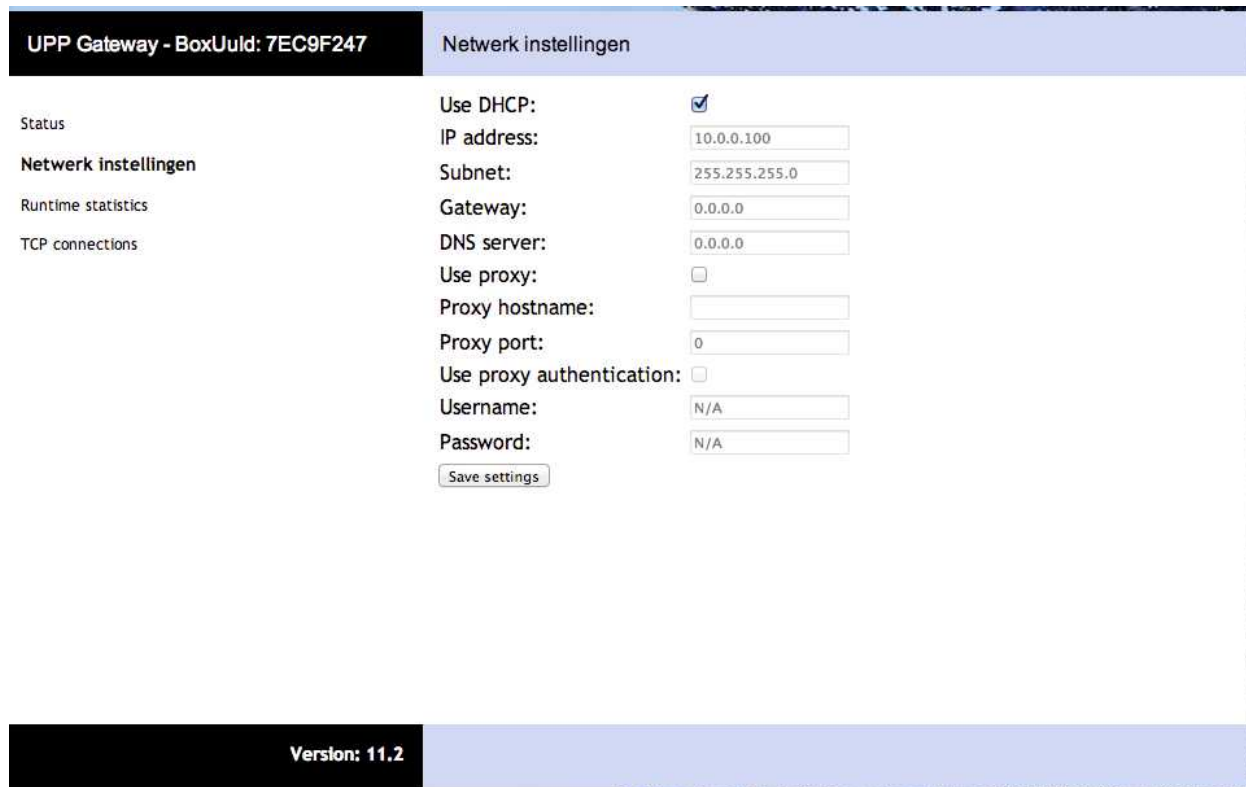 UPP Gateway - BoxUuId: 7EC9F247
Netwerk instellingen
Status
Netwerk instellingen
Runtime statistics
TCP connections
Use DHCP:
IP address: 10.0.0.100
Subnet: 255.255.255.0
Gateway: 0.0.0.0
DNS server: 0.0.0.0
Use proxy:
Proxy hostname:
Proxy port: 0
Use proxy authentication:
Username: N/A
Password: N/A
Save settings
Version: 11.2